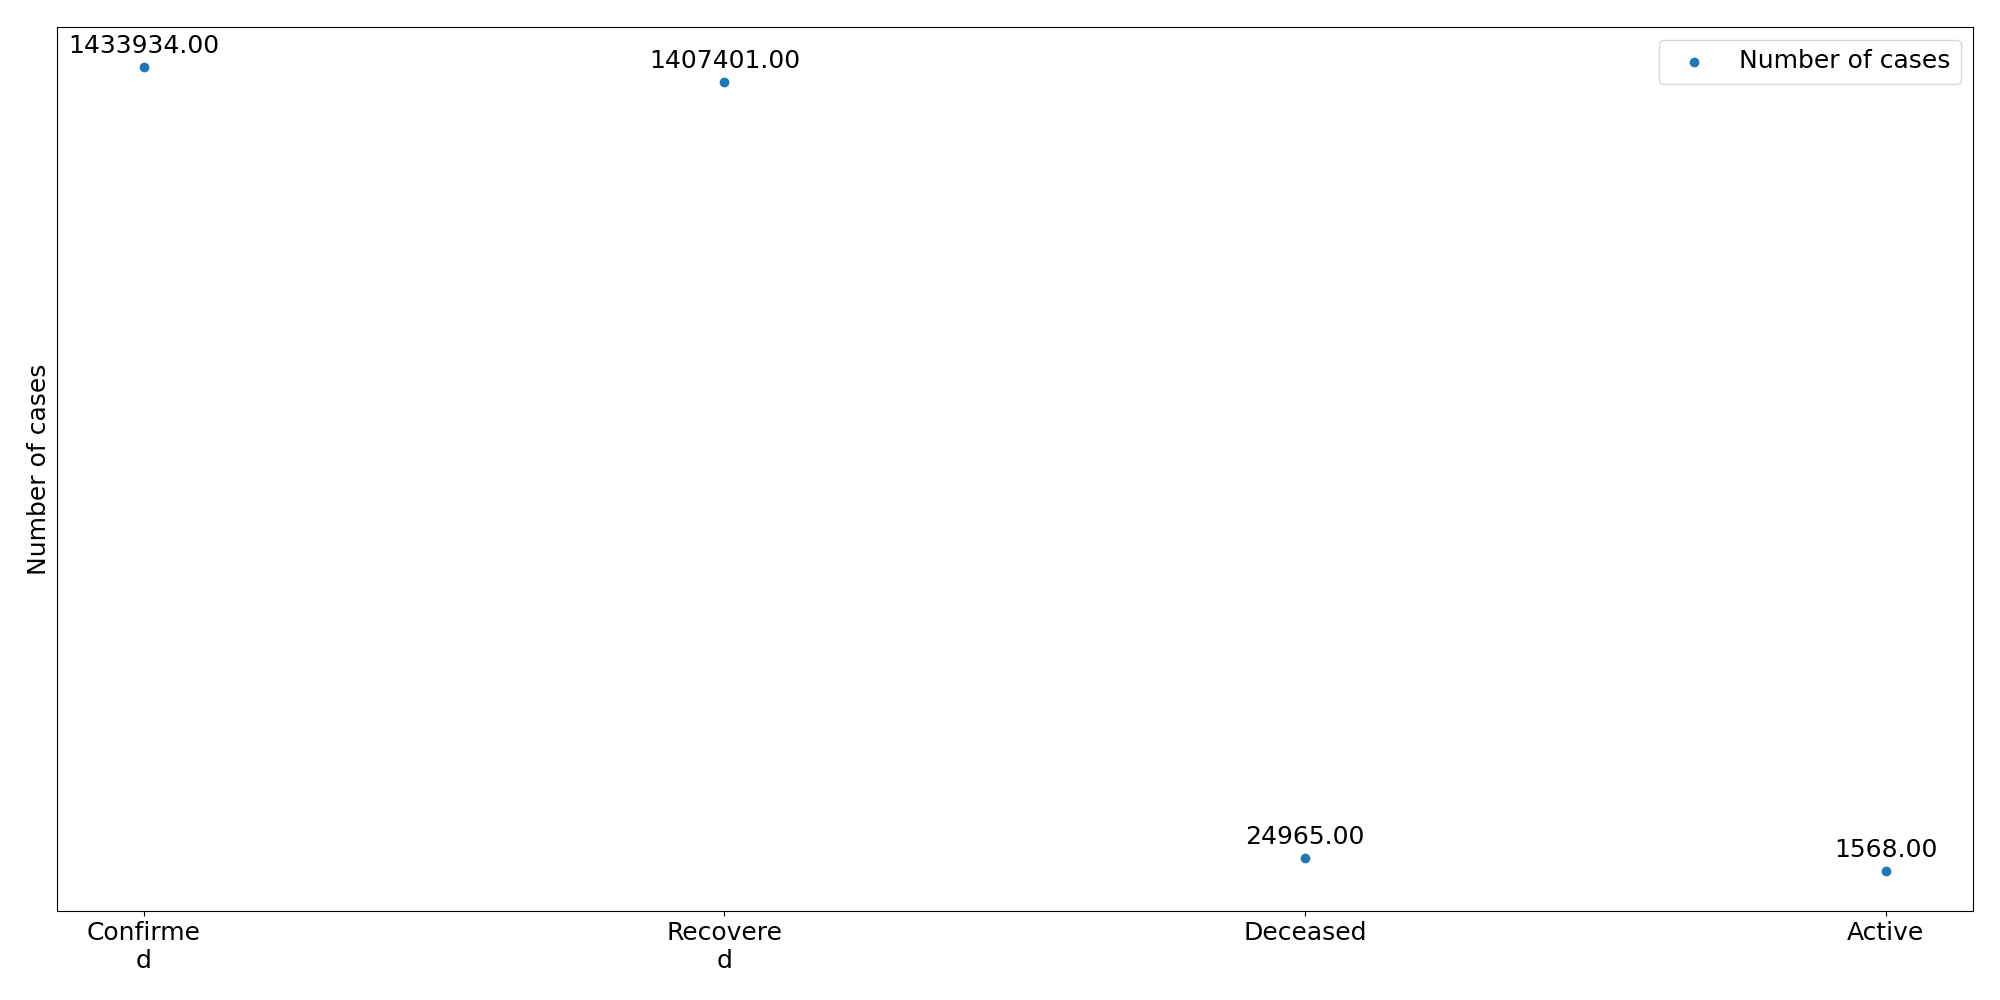 1433934.00
1407401.00
Number of cases
Number of cases
24965.00
1568.00
Confirme
d
Recovere
d
Deceased
Active